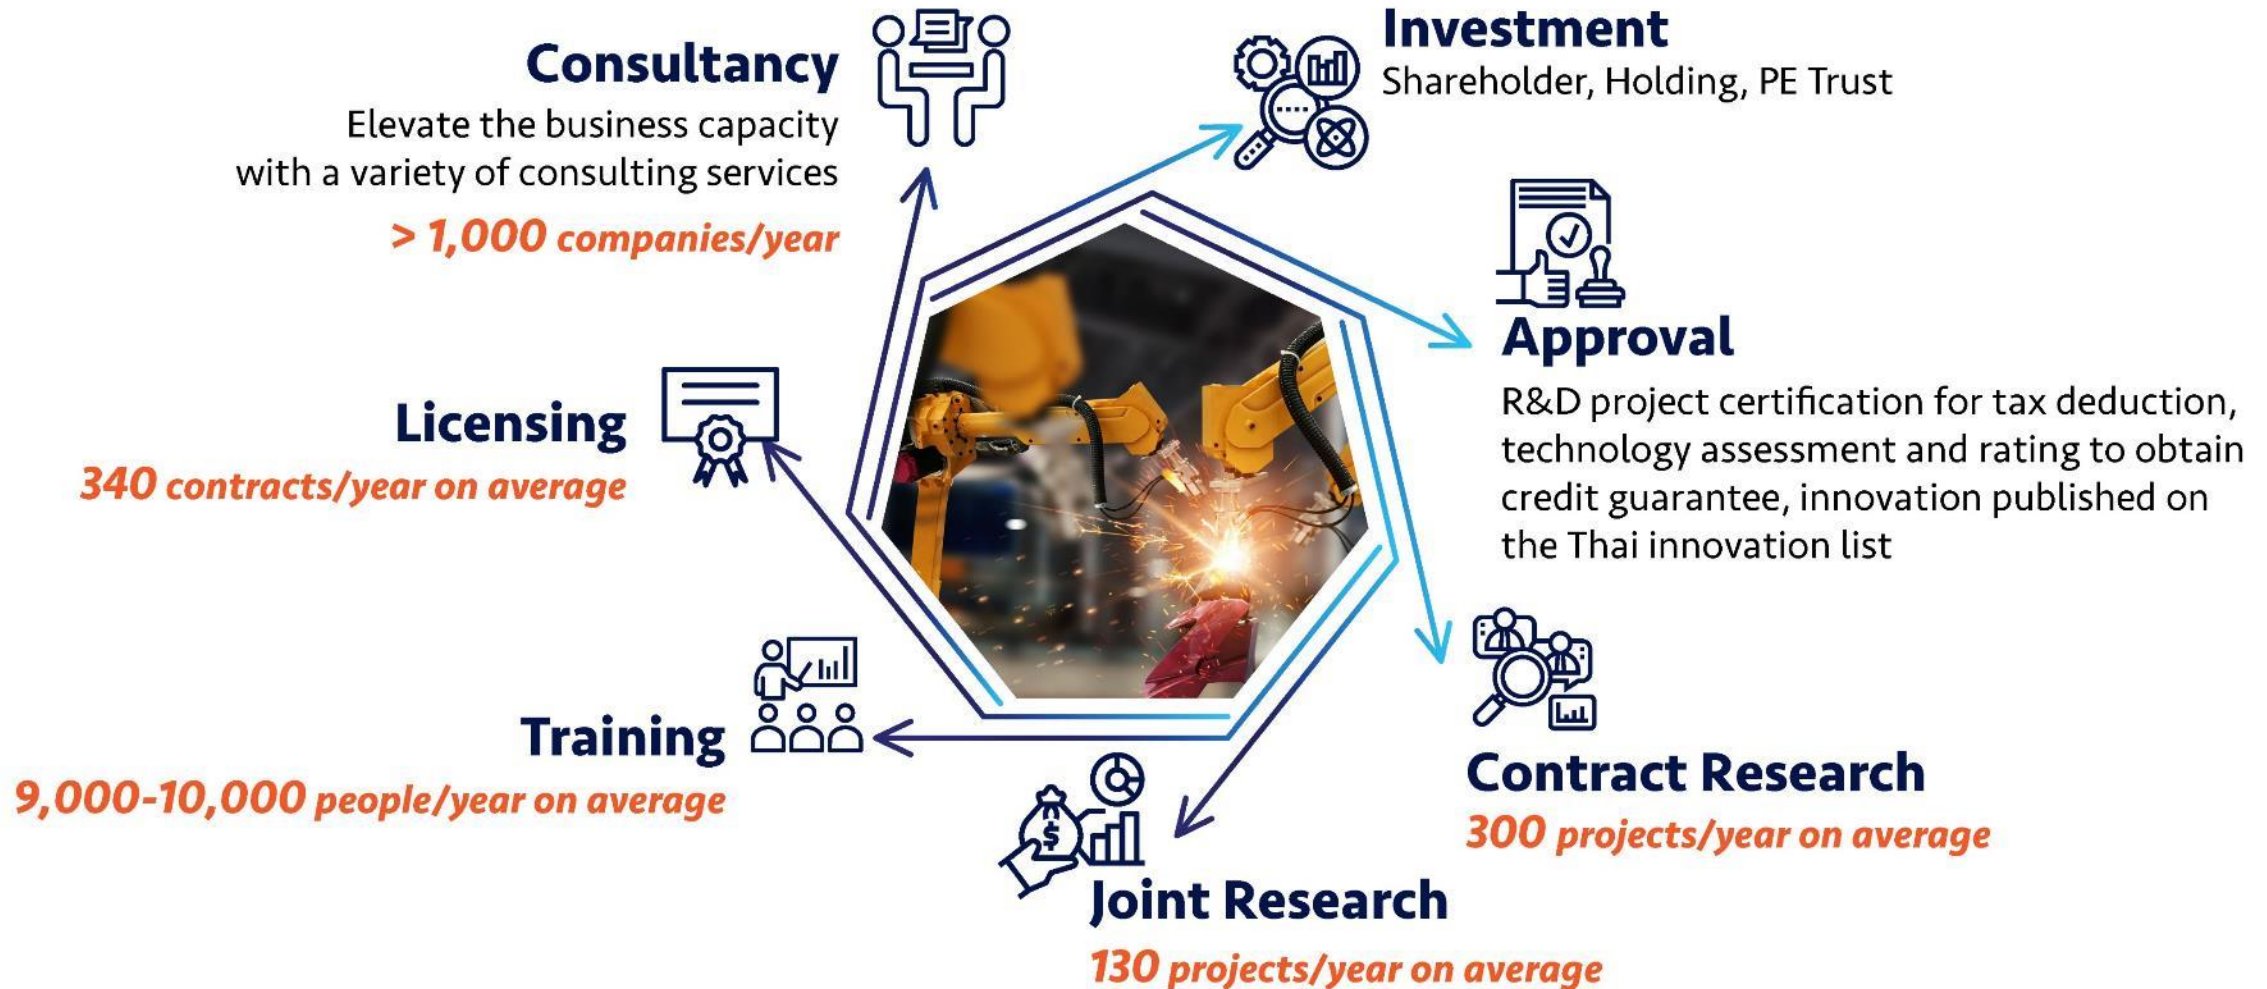 Consultancy
Elevate the business capacity
with a variety of consulting services
> 1,000 companies/year
Investment
Shareholder, Holding, PE Trust
Approval
R&D project certification for tax deduction,
technology assessment and rating to obtain
credit guarantee, innovation published on
the Thai innovation list
Licensing
340 contracts/year on average
Training
9,000-10,000 people/year on average
$
Contract Research
300 projects/year on average
Joint Research
130 projects/year on average